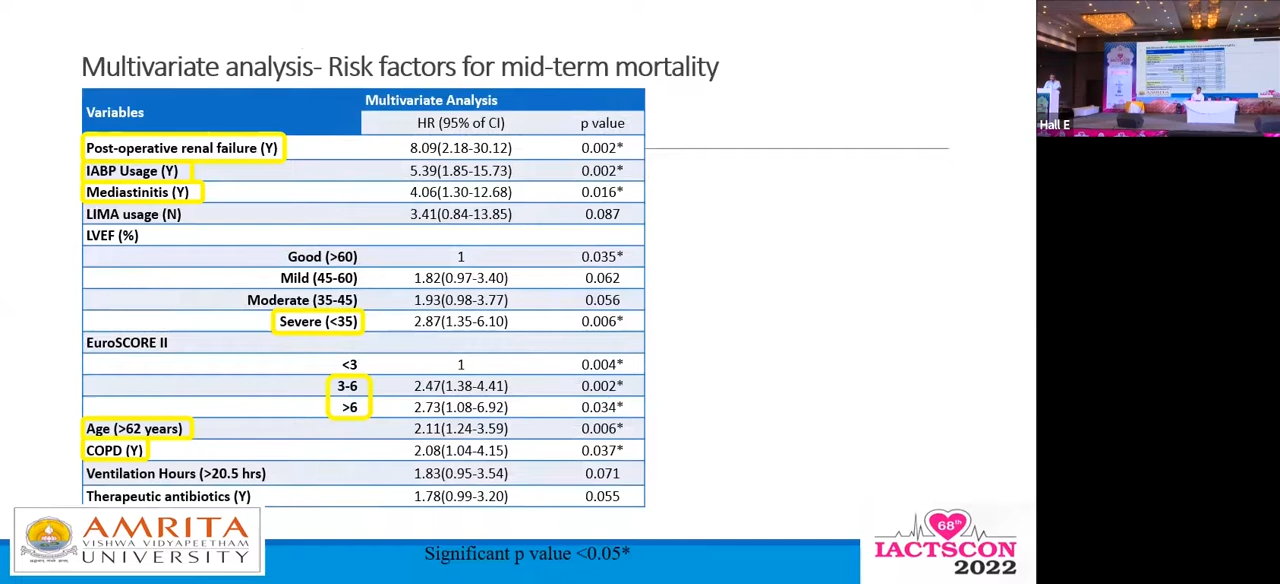 Multivariate analysis- Risk factors for mid-term mortality
Variables
Multivariate Analysis
HR (95% of CI) p value
Post-operative renal failure (Y) 8.09(2.18-30.12) 0.002*
IABP Usage (Y) 5.39(1.85-15.73) 0.002*
Mediastinitis (Y) 4.06(1.30-12.68) 0.016*
LIMA usage (N) 3.41(0.84-13.85) 0.087
LVEF (%)
Good (>60) 1 0.035*
Mild (45-60) 1.82(0.97-3.40) 0.062
Moderate (35-45) 1.93(0.98-3.77) 0.056
Severe (<35) 2.87(1.35-6.10) 0.006*
EuroSCORE II
<3 1 0.004*
3-6 2.47(1.38-4.41) 0.002*
>6 2.73(1.08-6.92) 0.034*
Age (>62 years) 2.11(1.24-3.59) 0.006*
COPD (Y) 2.08(1.04-4.15) 0.037*
Ventilation Hours (>20.5 hrs) 1.83(0.95-3.54) 0.071
Therapeutic antibiotics (Y) 1.78(0.99-3.20) 0.055
AMRITA
VISHWA VIDYAPEETHAM
UNIVERSITY
Significant p value <0.05*
68th
IACTSCON
2022
Hall E